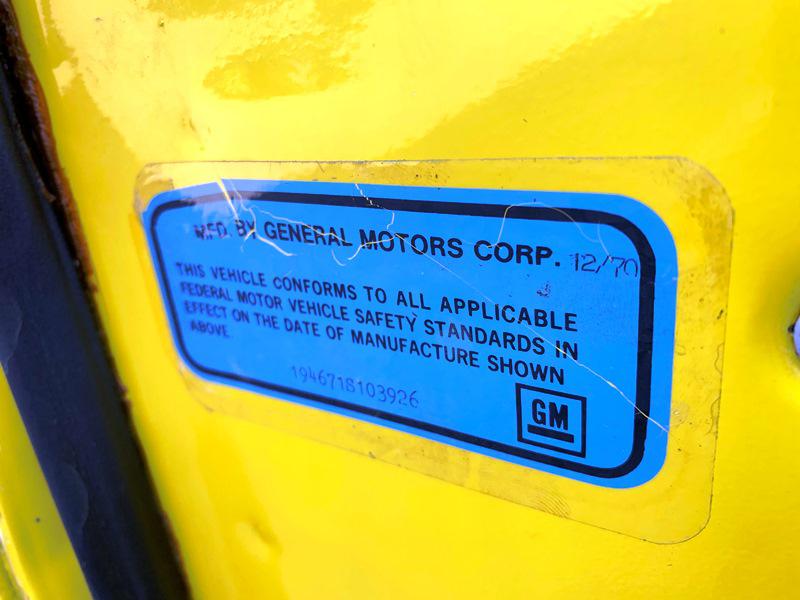 MFD. BY GENERAL MOTORS CORP. 12/70
THIS VEHICLE CONFORMS TO ALL APPLICABLE
FEDERAL MOTOR VEHICLE SAFETY STANDARDS IN
EFFECT ON THE DATE OF MANUFACTURE SHOWN
ABOVE.
194671S103926
GM